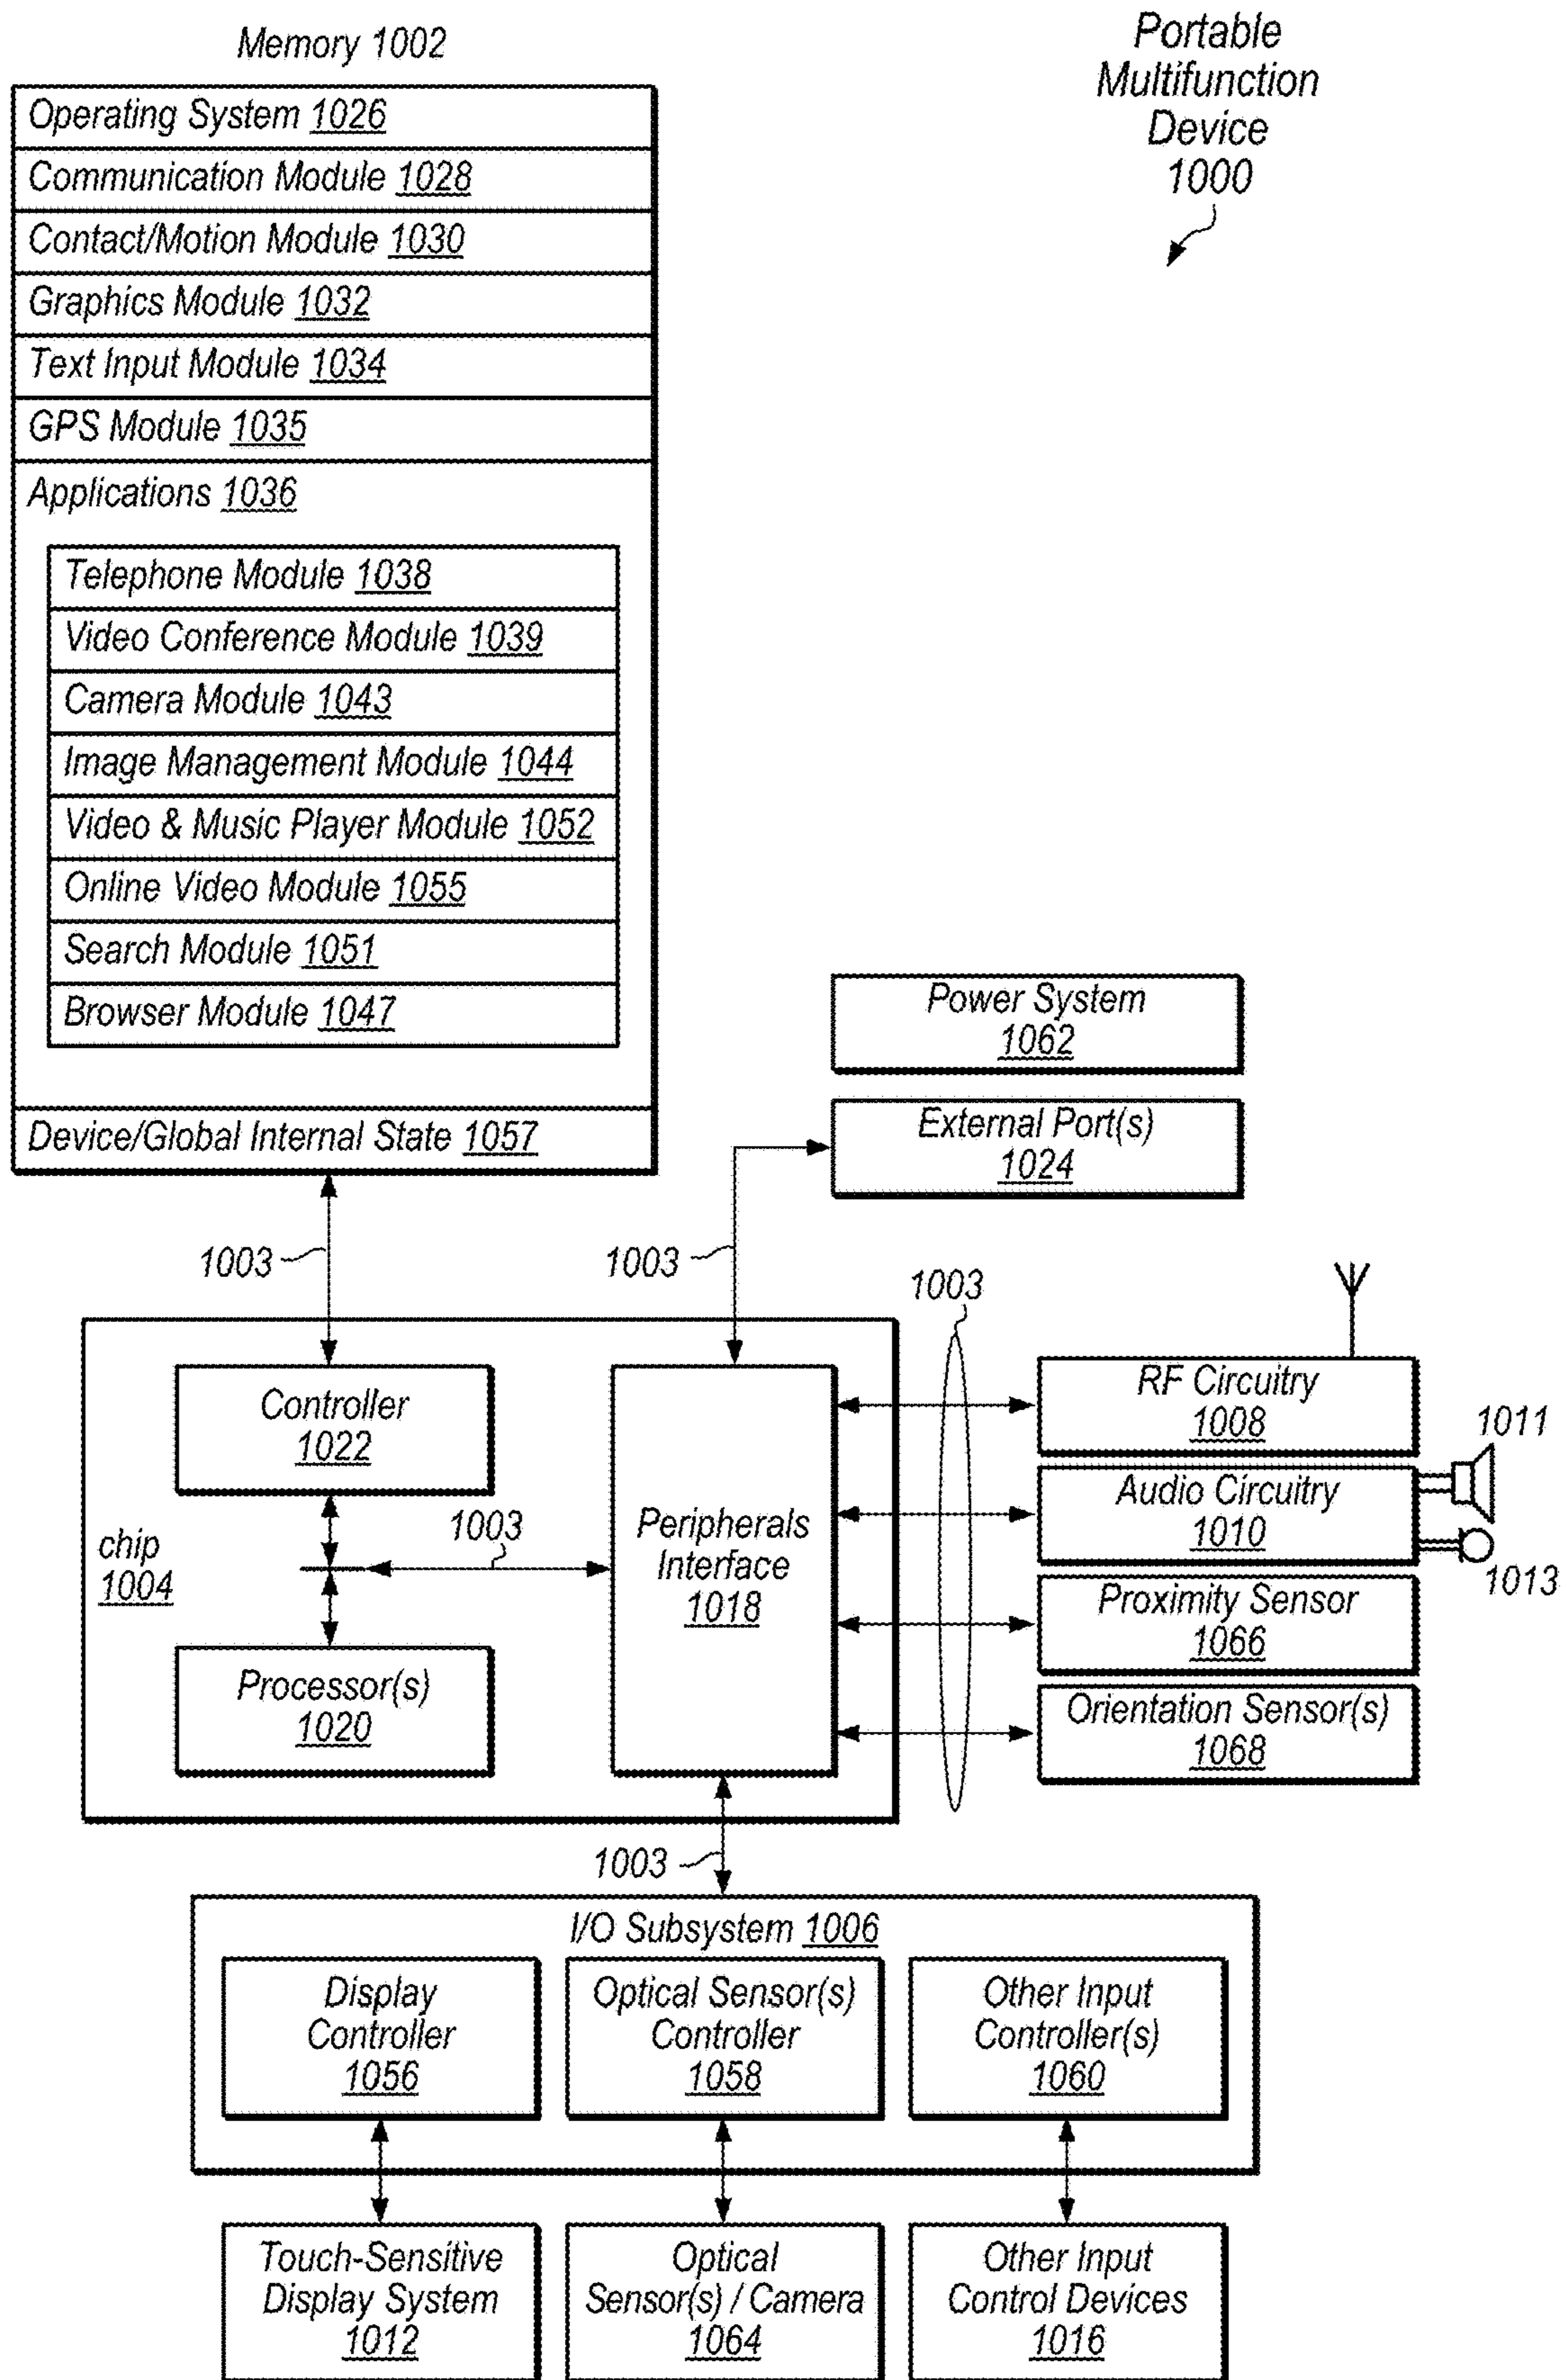 Memory 1002
Portable
Multifunction
Device
1000
Operating System 1026
Communication Module 1028
Contact/Motion Module 1030
Graphics Module 1032
Text Input Module 1034
GPS Module 1035
Applications 1036
Telephone Module 1038
Video Conference Module 1039
Camera Module 1043
Image Management Module 1044
Video & Music Player Module 1052
Online Video Module 1055
Search Module 1051
Browser Module 1047
Device/Global Internal State 1057
Power System
1062
External Port(s)
1024
1003
1003
1003
chip
1004
Controller
1022
1003
Processor(s)
1020
Peripherals
Interface
1018
RF Circuitry
1008
1011
Audio Circuitry
1010
1013
Proximity Sensor
1066
Orientation Sensor(s)
1068
1003
I/O Subsystem 1006
Display
Controller
1056
Optical Sensor(s)
Controller
1058
Other Input
Controller(s)
1060
Touch-Sensitive
Display System
1012
Optical
Sensor(s) / Camera
1064
Other Input
Control Devices
1016